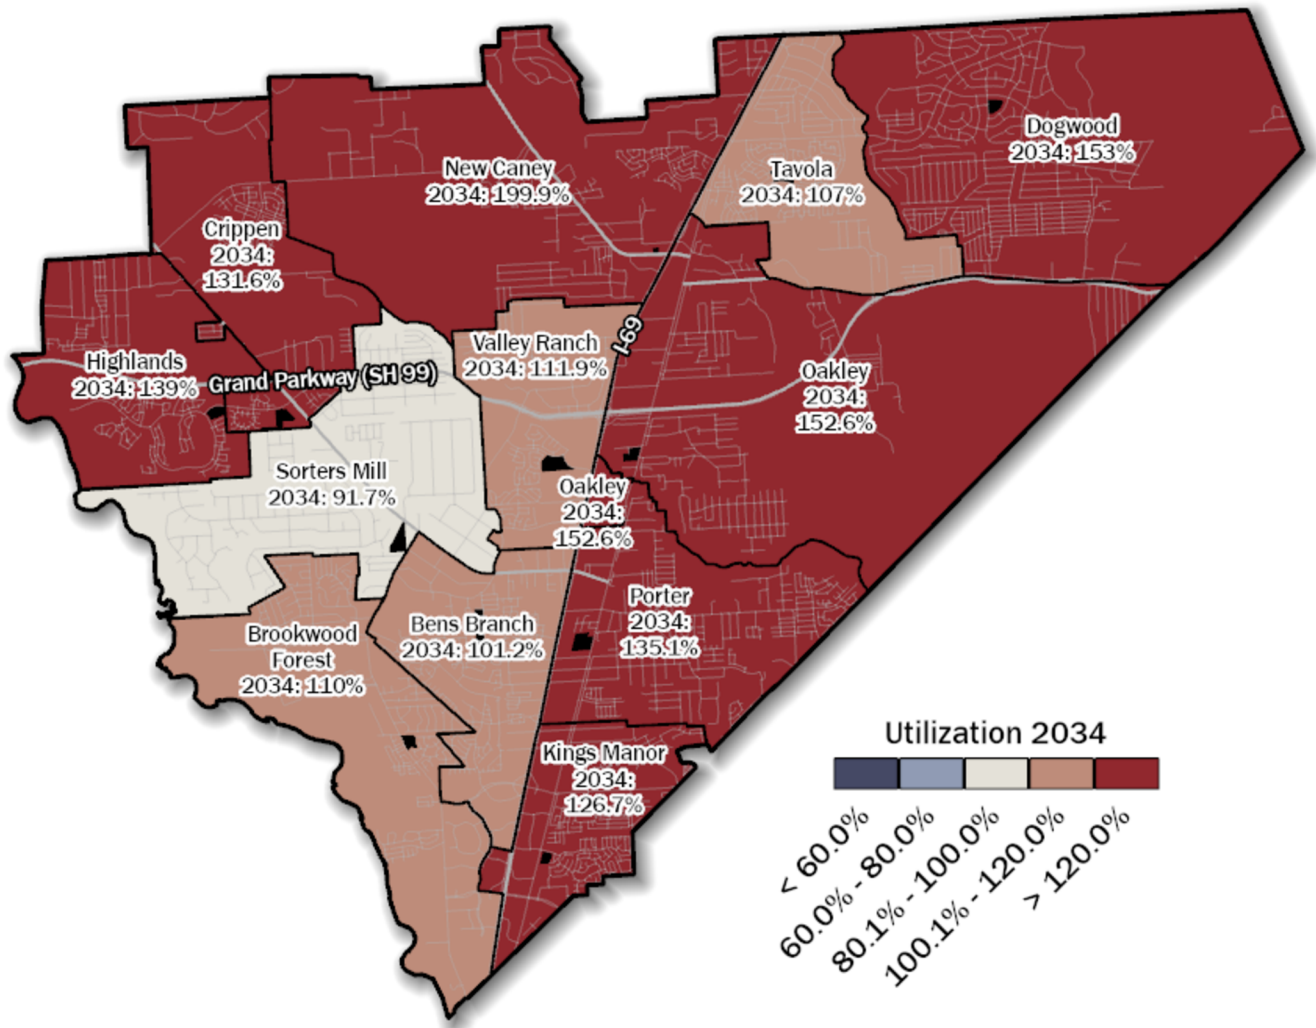 Dogwood
2034: 153%
Tavola
2034: 107%
New Caney
2034: 199.9%
Crippen
2034:
131.6%
I-69
Valley Ranch
2034: 111.9%
Highlands
2034: 139%
Grand Parkway (SH 99)
Oakley
2034:
152.6%
Sorters Mill
2034: 91.7%
Oakley
2034:
152.6%
Porter
2034:
135.1%
Bens Branch
2034: 101.2%
Brookwood
Forest
2034: 110%
Kings Manor
2034:
126.7%
Utilization 2034
< 60.0%
60.0% - 80.0%
80.1% - 100.0%
100.1% - 120.0%
> 120.0%